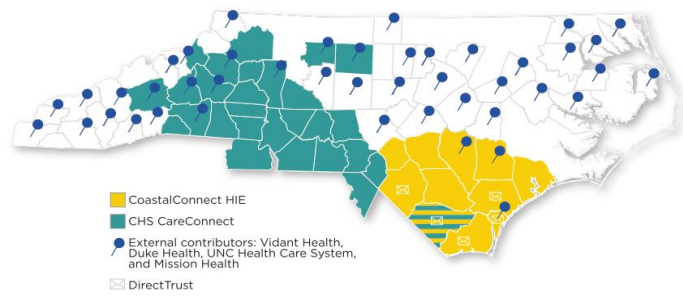 CoastalConnect HIE
CHS CareConnect
External contributors: Vidant Health,
Duke Health, UNC Health Care System,
and Mission Health
DirectTrust